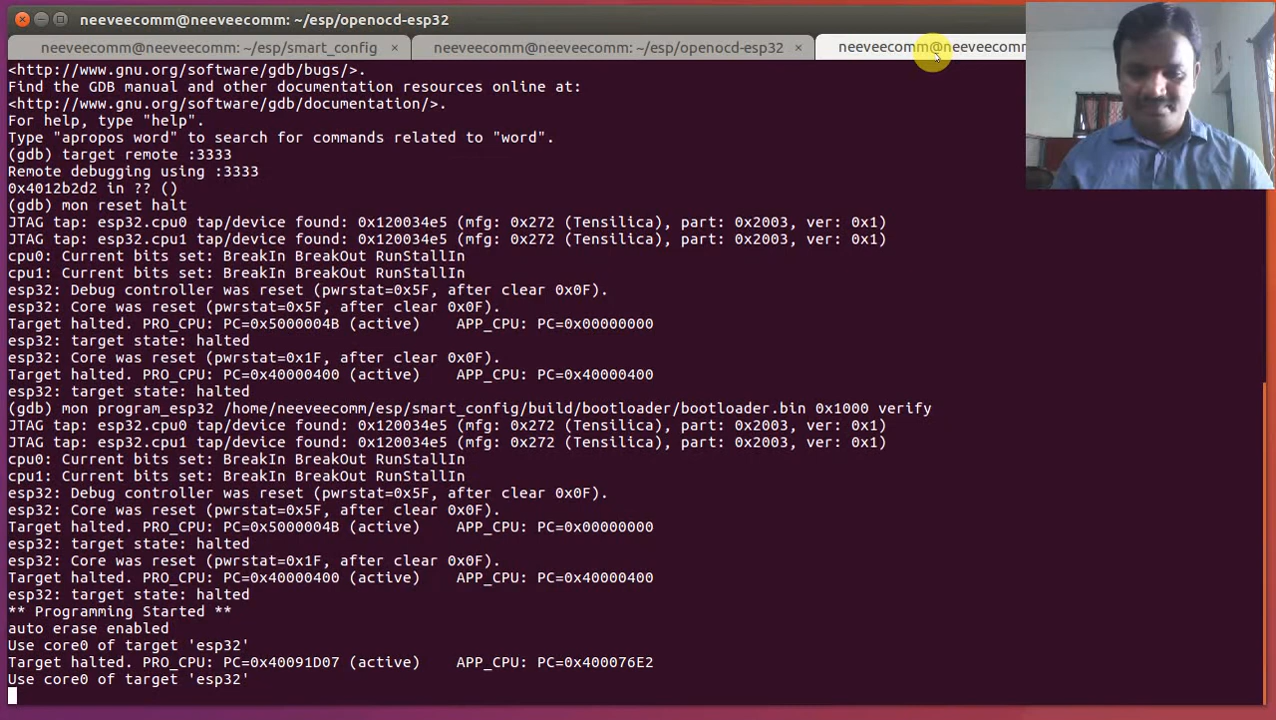 neeveecomm@neeveecomm: ~/esp/openocd-esp32
neeveecomm@neeveecomm: ~/esp/smart_config ×
neeveecomm@neeveecomm: ~/esp/openocd-esp32 ×
neeveecomm@neeveecomm
<http://www.gnu.org/software/gdb/bugs/>.
Find the GDB manual and other documentation resources online at:
<http://www.gnu.org/software/gdb/documentation/>.
For help, type "help".
Type "apropos word" to search for commands related to "word".
(gdb) target remote :3333
Remote debugging using :3333
0x4012b2d2 in ?? ()
(gdb) mon reset halt
JTAG tap: esp32.cpu0 tap/device found: 0x120034e5 (mfg: 0x272 (Tensilica), part: 0x2003, ver: 0x1)
JTAG tap: esp32.cpu1 tap/device found: 0x120034e5 (mfg: 0x272 (Tensilica), part: 0x2003, ver: 0x1)
cpu0: Current bits set: BreakIn BreakOut RunStallIn
cpu1: Current bits set: BreakIn BreakOut RunStallIn
esp32: Debug controller was reset (pwrstat=0x5F, after clear 0x0F).
esp32: Core was reset (pwrstat=0x5F, after clear 0x0F).
Target halted. PRO_CPU: PC=0x5000004B (active)    APP_CPU: PC=0x00000000
esp32: target state: halted
esp32: Core was reset (pwrstat=0x1F, after clear 0x0F).
Target halted. PRO_CPU: PC=0x40000400 (active)    APP_CPU: PC=0x40000400
esp32: target state: halted
(gdb) mon program_esp32 /home/neeveecomm/esp/smart_config/build/bootloader/bootloader.bin 0x1000 verify
JTAG tap: esp32.cpu0 tap/device found: 0x120034e5 (mfg: 0x272 (Tensilica), part: 0x2003, ver: 0x1)
JTAG tap: esp32.cpu1 tap/device found: 0x120034e5 (mfg: 0x272 (Tensilica), part: 0x2003, ver: 0x1)
cpu0: Current bits set: BreakIn BreakOut RunStallIn
cpu1: Current bits set: BreakIn BreakOut RunStallIn
esp32: Debug controller was reset (pwrstat=0x5F, after clear 0x0F).
esp32: Core was reset (pwrstat=0x5F, after clear 0x0F).
Target halted. PRO_CPU: PC=0x5000004B (active)    APP_CPU: PC=0x00000000
esp32: target state: halted
esp32: Core was reset (pwrstat=0x1F, after clear 0x0F).
Target halted. PRO_CPU: PC=0x40000400 (active)    APP_CPU: PC=0x40000400
esp32: target state: halted
** Programming Started **
auto erase enabled
Use core0 of target 'esp32'
Target halted. PRO_CPU: PC=0x40091D07 (active)    APP_CPU: PC=0x400076E2
Use core0 of target 'esp32'